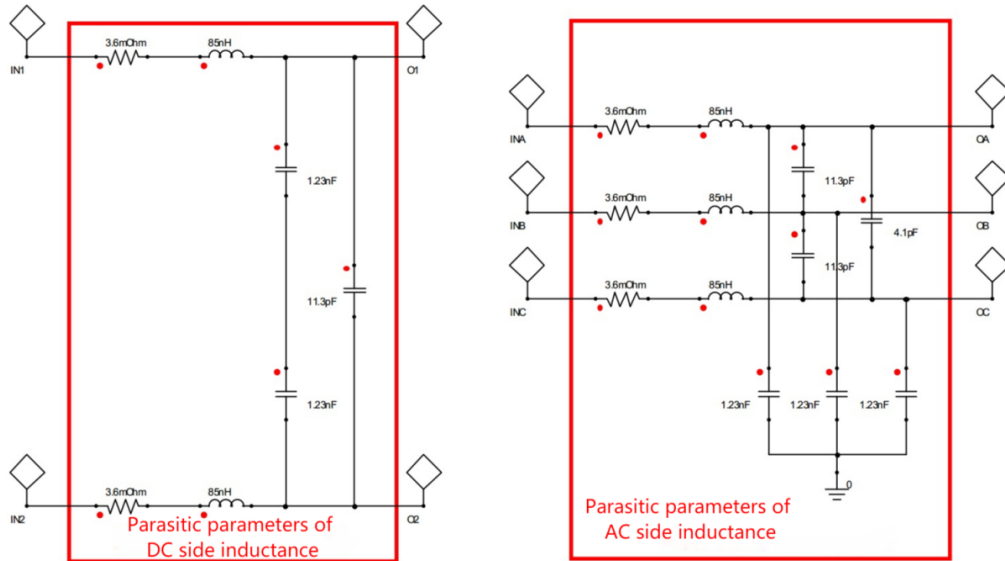 3.6mOhm 85nH
IN1 O1
1.23nF
11.3pF
1.23nF
3.6mOhm 85nH
IN2 O2
Parasitic parameters of
DC side inductance
3.6mOhm 85nH
INA OA
11.3pF
3.6mOhm 85nH
INB OB
4.1pF
11.3pF
3.6mOhm 85nH
INC OC
1.23nF 1.23nF 1.23nF
0
Parasitic parameters of
AC side inductance